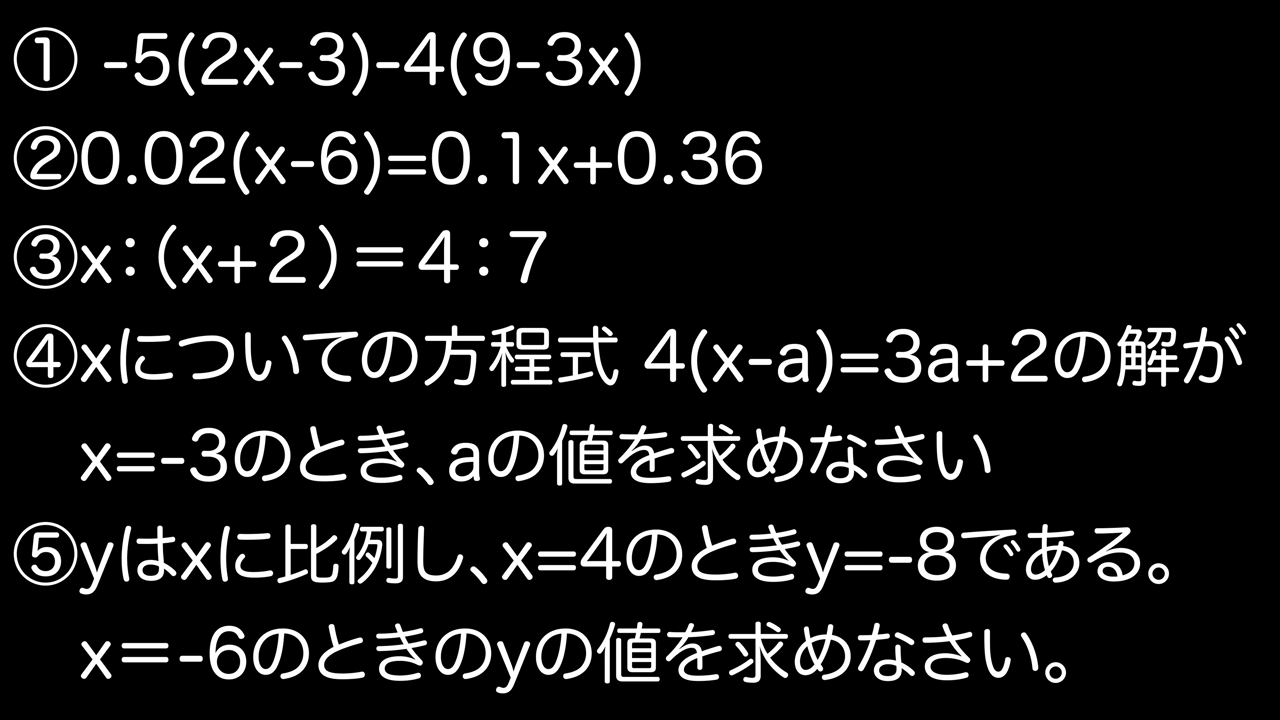 ① -5(2x-3)-4(9-3x)
②0.02(x-6)=0.1x+0.36
③x：（x+２）＝４：７
④xについての方程式 4(x-a)=3a+2の解が
x=-3のとき、aの値を求めなさい
⑤yはxに比例し、x=4のときy=-8である。
x＝-6のときのyの値を求めなさい。